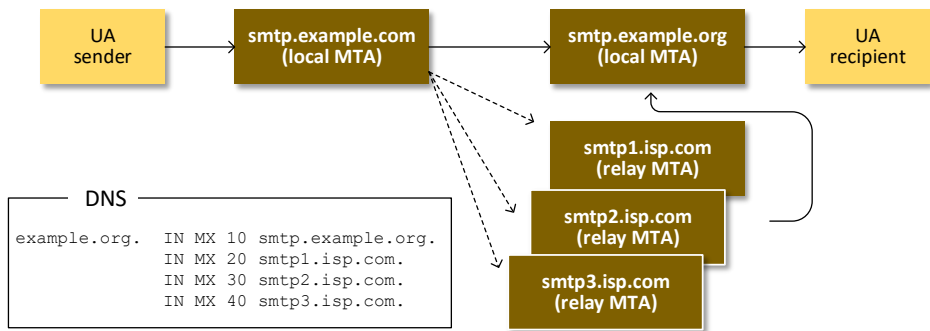 UA
sender
smtp.example.com
(local MTA)
smtp.example.org
(local MTA)
UA
recipient
smtp1.isp.com
(relay MTA)
smtp2.isp.com
(relay MTA)
smtp3.isp.com
(relay MTA)
DNS
example.org. IN MX 10 smtp.example.org.
IN MX 20 smtp1.isp.com.
IN MX 30 smtp2.isp.com.
IN MX 40 smtp3.isp.com.